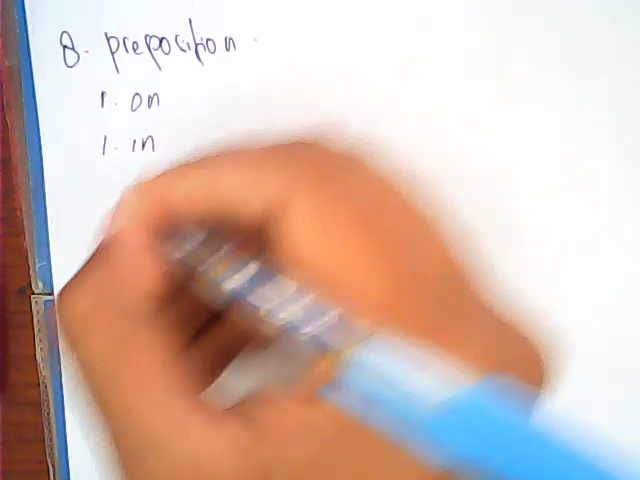 8. preposition.
1. on
1. in